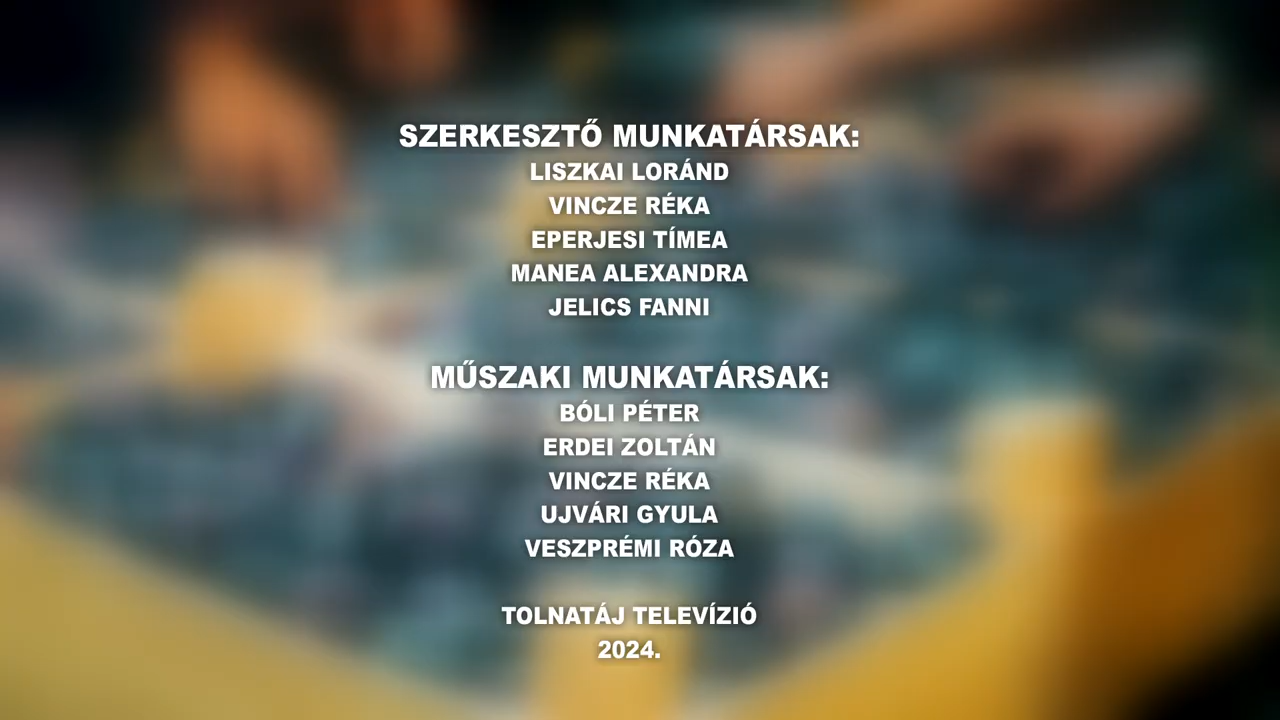 SZERKESZTŐ MUNKATÁRSAK:
LISZKAI LORÁND
VINCZE RÉKA
EPERJESI TÍMEA
MANEA ALEXANDRA
JELICS FANNI
MŰSZAKI MUNKATÁRSAK:
BÓLI PÉTER
ERDEI ZOLTÁN
VINCZE RÉKA
UJVÁRI GYULA
VESZPRÉMI RÓZA
TOLNATÁJ TELEVÍZIÓ
2024.